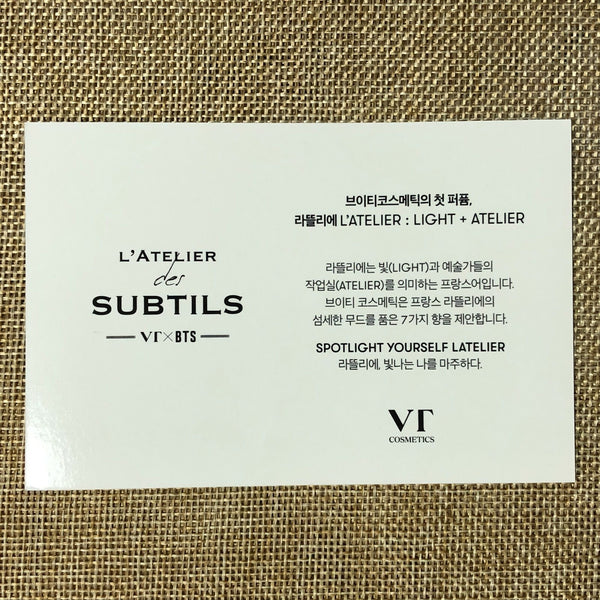 L'ATELIER
des
SUBTILS
VT×BTS
브이티코스메틱의 첫 퍼퓸,
라뜰리에 L'ATELIER : LIGHT + ATELIER
라뜰리에는 빛(LIGHT)과 예술가들의
작업실(ATELIER)를 의미하는 프랑스어입니다.
브이티 코스메틱은 프랑스 라뜰리에의
섬세한 무드를 품은 7가지 향을 제안합니다.
SPOTLIGHT YOURSELF LATELIER
라뜰리에, 빛나는 나를 마주하다.
VT
COSMETICS